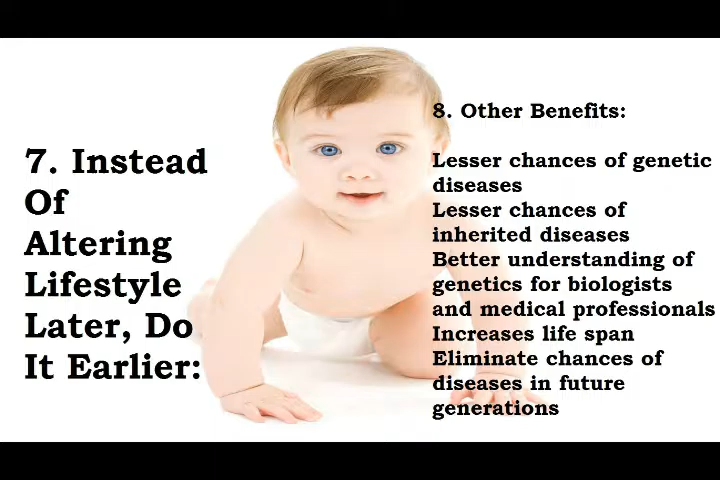 7. Instead
Of
Altering
Lifestyle
Later, Do
It Earlier:
8. Other Benefits:
Lesser chances of genetic
diseases
Lesser chances of
inherited diseases
Better understanding of
genetics for biologists
and medical professionals
Increases life span
Eliminate chances of
diseases in future
generations